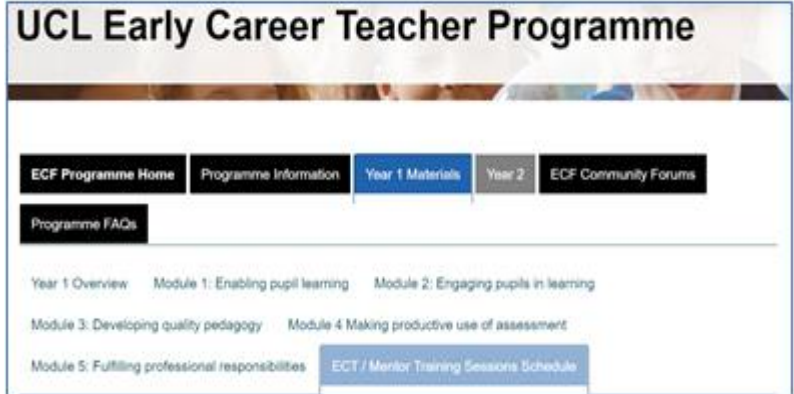 UCL Early Career Teacher Programme
ECF Programme Home Programme Information Year 1 Materials Year 2 ECF Community Forums
Programme FAQs
Year 1 Overview Module 1: Enabling pupil learning Module 2: Engaging pupils in learning
Module 3: Developing quality pedagogy Module 4 Making productive use of assessment
Module 5: Fulfilling professional responsibilities ECT / Mentor Training Sessions Schedule